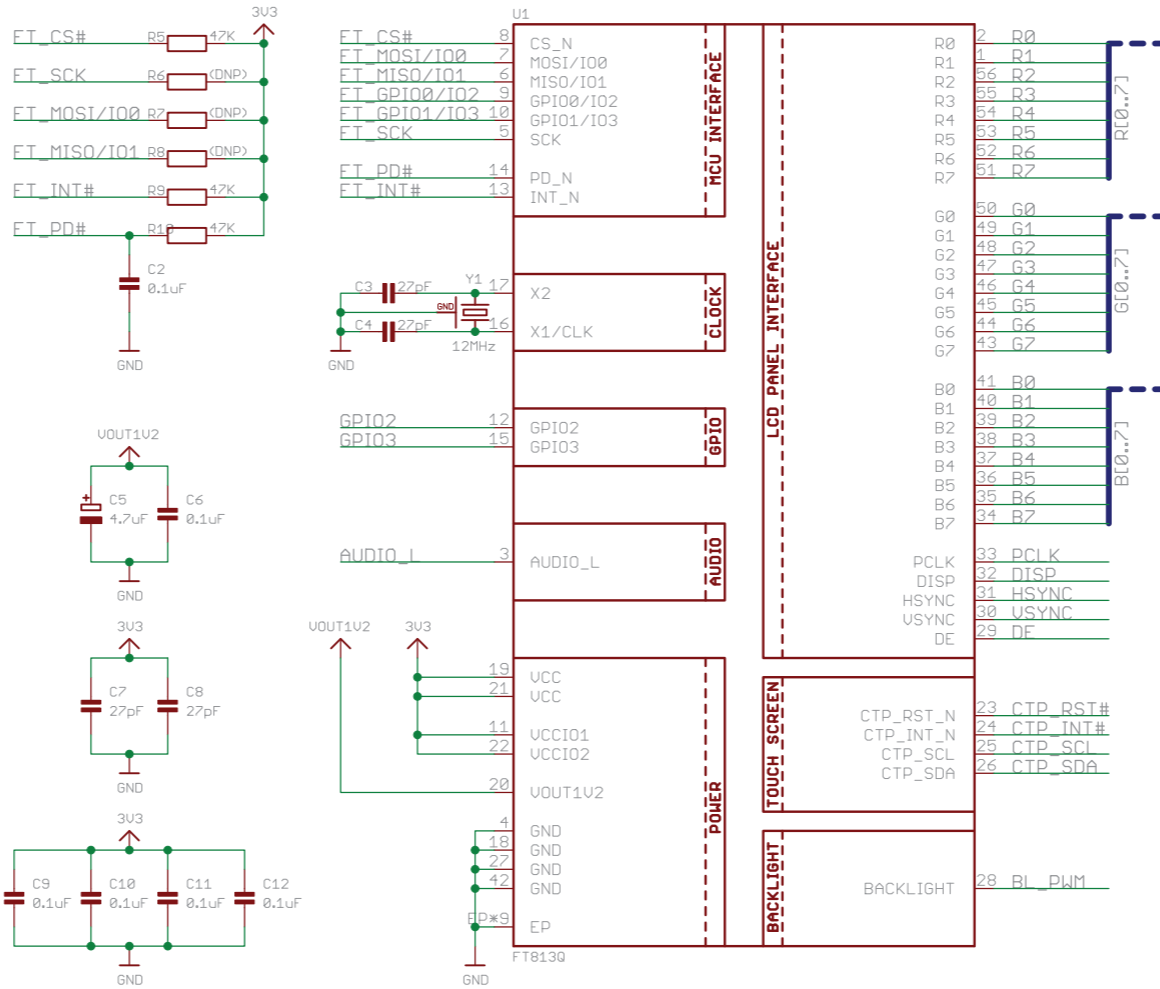 3V3
FT_CS# R5 47K
FT_SCK R6 (DNP)
FT_MOSI/IO0 R7 (DNP)
FT_MISO/IO1 R8 (DNP)
FT_INT# R9 47K
FT_PD# R10 47K
C2
0.1uF
GND
VOUT1V2
C5
4.7uF
C6
0.1uF
GND
3V3
C7
27pF
C8
27pF
GND
3V3
C9
0.1uF
C10
0.1uF
C11
0.1uF
C12
0.1uF
GND
U1
FT_CS# 8 CS_N
FT_MOSI/IO0 7 MOSI/IO0
FT_MISO/IO1 6 MISO/IO1
FT_GPIO0/IO2 9 GPIO0/IO2
FT_GPIO1/IO3 10 GPIO1/IO3
FT_SCK 5 SCK
FT_PD# 14 PD_N
FT_INT# 13 INT_N
MCU INTERFACE
C3 27pF
Y1
17 X2
GND
C4 27pF
16 X1/CLK
12MHz
GND
CLOCK
GPIO2 12 GPIO2
GPIO3 15 GPIO3
GPIO
AUDIO_L 3 AUDIO_L
AUDIO
VOUT1V2
3V3
19 VCC
21 VCC
11 VCCIO1
22 VCCIO2
20 VOUT1V2
4 GND
18 GND
27 GND
42 GND
EP*9 EP
POWER
GND
FT813Q
LCD PANEL INTERFACE
R0 2 R0
R1 1 R1
R2 56 R2
R3 55 R3
R4 54 R4
R5 53 R5
R6 52 R6
R7 51 R7
R[0..7]
G0 50 G0
G1 49 G1
G2 48 G2
G3 47 G3
G4 46 G4
G5 45 G5
G6 44 G6
G7 43 G7
G[0..7]
B0 41 B0
B1 40 B1
B2 39 B2
B3 38 B3
B4 37 B4
B5 36 B5
B6 35 B6
B7 34 B7
B[0..7]
PCLK 33 PCLK
DISP 32 DISP
HSYNC 31 HSYNC
VSYNC 30 VSYNC
DE 29 DE
TOUCH SCREEN
CTP_RST_N 23 CTP_RST#
CTP_INT_N 24 CTP_INT#
CTP_SCL 25 CTP_SCL
CTP_SDA 26 CTP_SDA
BACKLIGHT
BACKLIGHT 28 BL_PWM